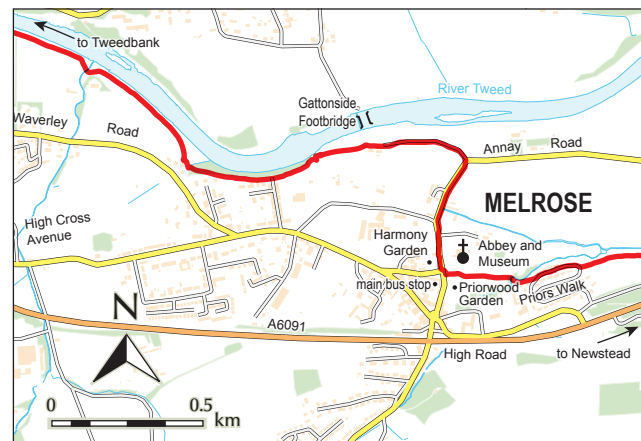 to Tweedbank
River Tweed
Gattonside
Footbridge
Waverley
Road
Annay Road
MELROSE
High Cross
Avenue
Harmony
Garden
Abbey and
Museum
main bus stop
Priorwood
Garden
Priors Walk
N
A6091
High Road
to Newstead
0 0.5
km